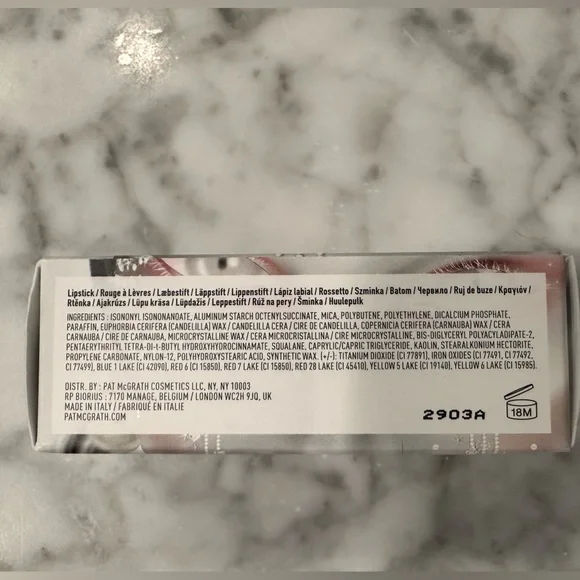 Lipstick / Rouge à Lèvres / Læbestift / Läppstift / Lippenstift / Lápiz labial / Rossetto / Szminka / Batom / Червило / Ruj de buze / Κραγιόν /
Rtěnka / Ajakrúzs / Lūpu krāsa / Lūpdažis / Leppestift / Rúž na pery / Šminka / Huulepulk
INGREDIENTS : ISONONYL ISONONANOATE, ALUMINUM STARCH OCTENYLSUCCINATE, MICA, POLYBUTENE, POLYETHYLENE, DICALCIUM PHOSPHATE,
PARAFFIN, EUPHORBIA CERIFERA (CANDELILLA) WAX / CANDELILLA CERA / CIRE DE CANDELILLA, COPERNICIA CERIFERA (CARNAUBA) WAX / CERA
CARNAUBA / CIRE DE CARNAUBA, MICROCRYSTALLINE WAX / CERA MICROCRISTALLINA / CIRE MICROCRYSTALLINE, BIS-DIGLYCERYL POLYACYLADIPATE-2,
PENTAERYTHRITYL TETRA-DI-t-BUTYL HYDROXYHYDROCINNAMATE, SQUALANE, CAPRYLIC/CAPRIC TRIGLYCERIDE, KAOLIN, STEARALKONIUM HECTORITE,
PROPYLENE CARBONATE, NYLON-12, POLYHYDROXYSTEARIC ACID, SYNTHETIC WAX. (+/-): TITANIUM DIOXIDE (CI 77891), IRON OXIDES (CI 77491, CI 77492,
CI 77499), BLUE 1 LAKE (CI 42090), RED 6 (CI 15850), RED 7 LAKE (CI 15850), RED 28 LAKE (CI 45410), YELLOW 5 LAKE (CI 19140), YELLOW 6 LAKE (CI 15985).
DISTR. BY : PAT McGRATH COSMETICS LLC, NY, NY 10003
RP BIORIUS : 7170 MANAGE, BELGIUM / LONDON WC2H 9JQ, UK
MADE IN ITALY / FABRIQUÉ EN ITALIE
PATMCGRATH.COM
2903A
18M